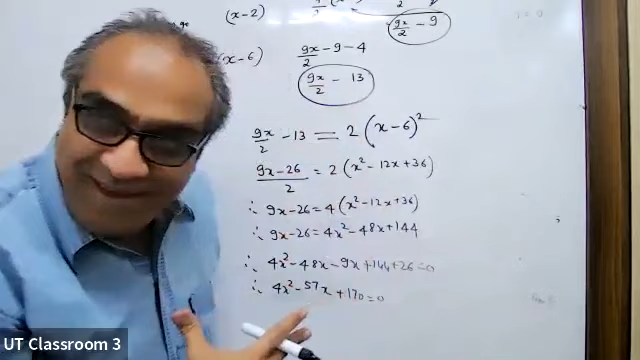 (x-2)
9x/2 - 9
(x-6)
9x/2 - 9 - 4
9x/2 - 13
9x/2 - 13 = 2(x-6)²
(9x-26)/2 = 2(x²-12x+36)
∴ 9x-26 = 4(x²-12x+36)
∴ 9x-26 = 4x²-48x+144
∴ 4x²-48x-9x+144+26=0
∴ 4x²-57x+170=0
UT Classroom 3